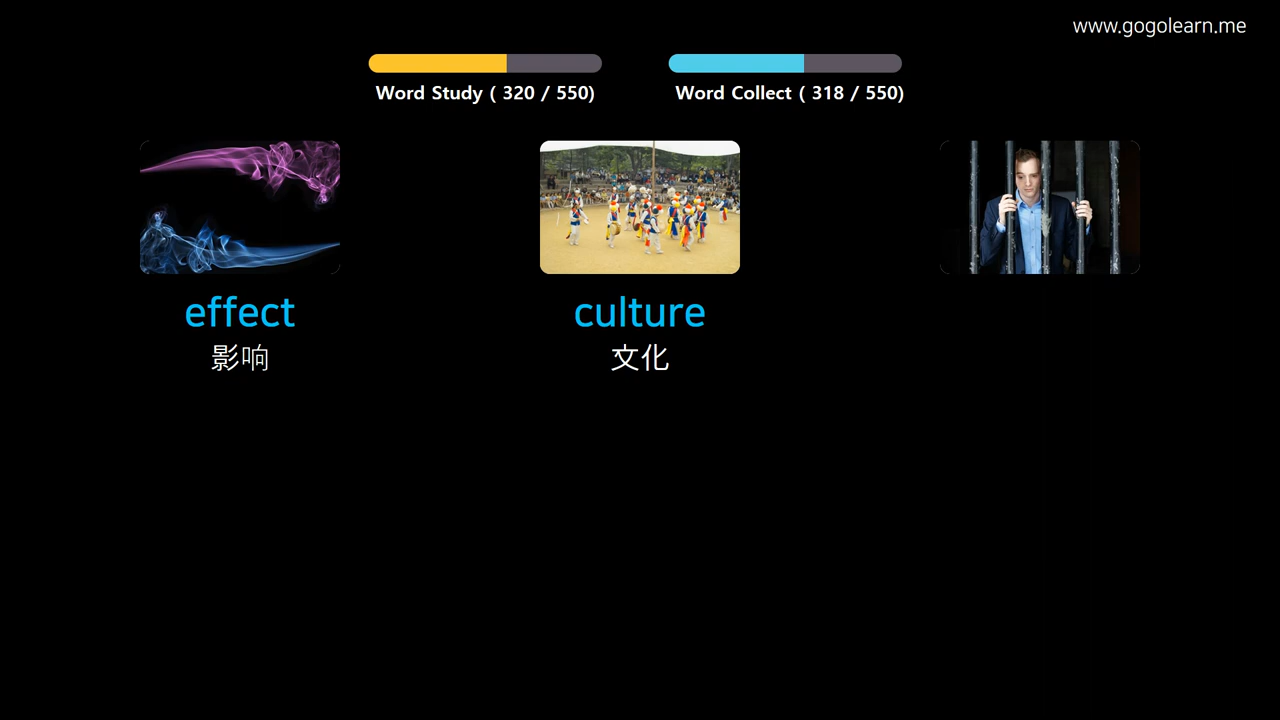 www.gogolearn.me
Word Study ( 320 / 550)
Word Collect ( 318 / 550)
effect
影响
culture
文化